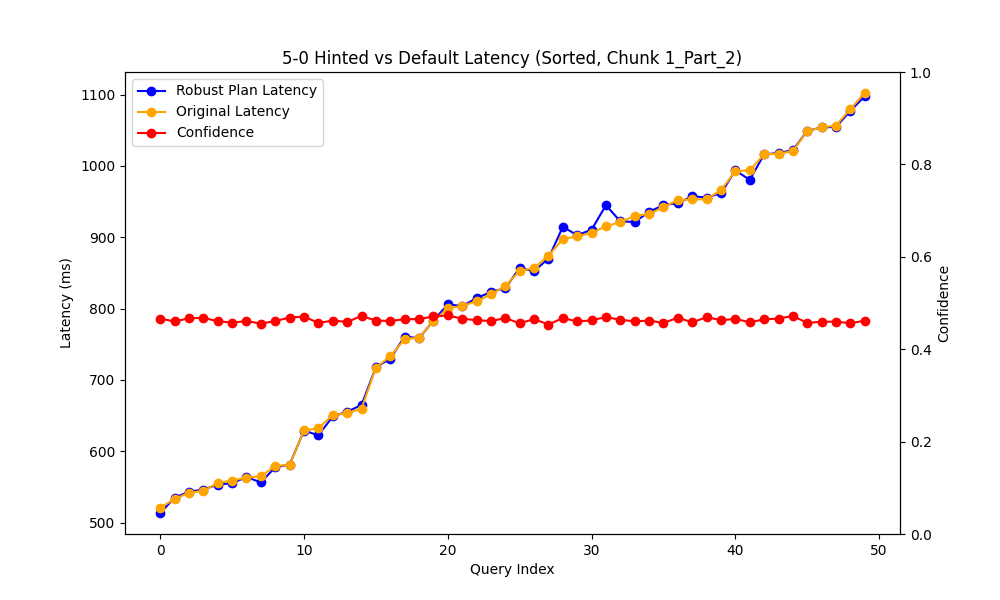 5-0 Hinted vs Default Latency (Sorted, Chunk 1_Part_2)
Robust Plan Latency
Original Latency
Confidence
1100
1000
900
800
700
600
500
Latency (ms)
0
10
20
30
40
50
Query Index
1.0
0.8
0.6
0.4
0.2
0.0
Confidence